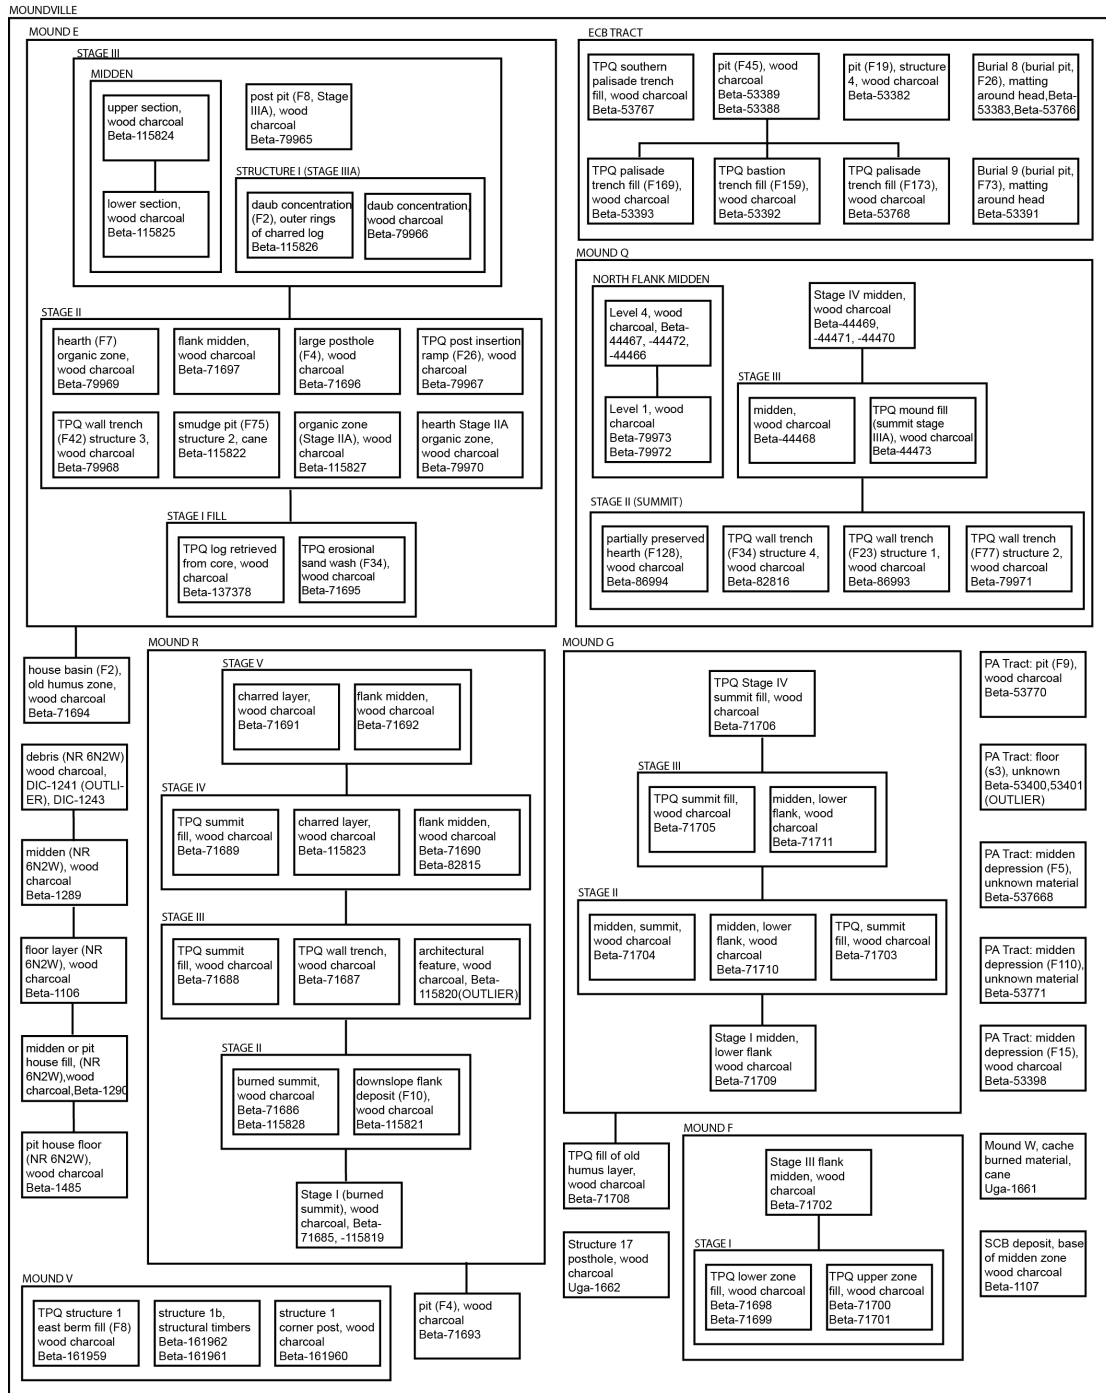 MOUNDVILLE
MOUND E
STAGE III
MIDDEN
upper section,
wood charcoal
Beta-115824
lower section,
wood charcoal
Beta-115825
post pit (F8, Stage
IIIA), wood
charcoal
Beta-79965
STRUCTURE I (STAGE IIIA)
daub concentration
(F2), outer rings
of charred log
Beta-115826
daub concentration,
wood charcoal
Beta-79966
STAGE II
hearth (F7)
organic zone,
wood charcoal
Beta-79969
flank midden,
wood charcoal
Beta-71697
large posthole
(F4), wood
charcoal
Beta-71696
TPQ post insertion
ramp (F26), wood
charcoal
Beta-79967
TPQ wall trench
(F42) structure 3,
wood charcoal
Beta-79968
smudge pit (F75)
structure 2, cane
Beta-115822
organic zone
(Stage IIA), wood
charcoal
Beta-115827
hearth Stage IIA
organic zone,
wood charcoal
Beta-79970
STAGE I FILL
TPQ log retrieved
from core, wood
charcoal
Beta-137378
TPQ erosional
sand wash (F34),
wood charcoal
Beta-71695
ECB TRACT
TPQ southern
palisade trench
fill, wood charcoal
Beta-53767
pit (F45), wood
charcoal
Beta-53389
Beta-53388
pit (F19), structure
4, wood charcoal
Beta-53382
Burial 8 (burial pit,
F26), matting
around head,Beta-
53383,Beta-53766
TPQ palisade
trench fill (F169),
wood charcoal
Beta-53393
TPQ bastion
trench fill (F159),
wood charcoal
Beta-53392
TPQ palisade
trench fill (F173),
wood charcoal
Beta-53768
Burial 9 (burial pit,
F73), matting
around head
Beta-53391
MOUND Q
NORTH FLANK MIDDEN
Level 4, wood
charcoal, Beta-
44467, -44472,
-44466
Level 1, wood
charcoal
Beta-79973
Beta-79972
Stage IV midden,
wood charcoal
Beta-44469,
-44471, -44470
STAGE III
midden,
wood charcoal
Beta-44468
TPQ mound fill
(summit stage
IIIA), wood charcoal
Beta-44473
STAGE II (SUMMIT)
partially preserved
hearth (F128),
wood charcoal
Beta-86994
TPQ wall trench
(F34) structure 4,
wood charcoal
Beta-82816
TPQ wall trench
(F23) structure 1,
wood charcoal
Beta-86993
TPQ wall trench
(F77) structure 2,
wood charcoal
Beta-79971
house basin (F2),
old humus zone,
wood charcoal
Beta-71694
debris (NR 6N2W)
wood charcoal,
DIC-1241 (OUTLI-
ER), DIC-1243
midden (NR
6N2W), wood
charcoal
Beta-1289
floor layer (NR
6N2W), wood
charcoal
Beta-1106
midden or pit
house fill, (NR
6N2W),wood
charcoal,Beta-1290
pit house floor
(NR 6N2W),
wood charcoal
Beta-1485
MOUND R
STAGE V
charred layer,
wood charcoal
Beta-71691
flank midden,
wood charcoal
Beta-71692
STAGE IV
TPQ summit
fill, wood charcoal
Beta-71689
charred layer,
wood charcoal
Beta-115823
flank midden,
wood charcoal
Beta-71690
Beta-82815
STAGE III
TPQ summit
fill, wood charcoal
Beta-71688
TPQ wall trench,
wood charcoal
Beta-71687
architectural
feature, wood
charcoal, Beta-
115820(OUTLIER)
STAGE II
burned summit,
wood charcoal
Beta-71686
Beta-115828
downslope flank
deposit (F10),
wood charcoal
Beta-115821
Stage I (burned
summit), wood
charcoal, Beta-
71685, -115819
pit (F4), wood
charcoal
Beta-71693
MOUND V
TPQ structure 1
east berm fill (F8)
wood charcoal
Beta-161959
structure 1b,
structural timbers
Beta-161962
Beta-161961
structure 1
corner post, wood
charcoal
Beta-161960
MOUND G
TPQ Stage IV
summit fill, wood
charcoal
Beta-71706
STAGE III
TPQ summit fill,
wood charcoal
Beta-71705
midden, lower
flank, wood
charcoal
Beta-71711
STAGE II
midden, summit,
wood charcoal
Beta-71704
midden, lower
flank, wood
charcoal
Beta-71710
TPQ, summit
fill, wood charcoal
Beta-71703
Stage I midden,
lower flank
wood charcoal
Beta-71709
TPQ fill of old
humus layer,
wood charcoal
Beta-71708
Structure 17
posthole, wood
charcoal
Uga-1662
MOUND F
Stage III flank
midden, wood
charcoal
Beta-71702
STAGE I
TPQ lower zone
fill, wood charcoal
Beta-71698
Beta-71699
TPQ upper zone
fill, wood charcoal
Beta-71700
Beta-71701
PA Tract: pit (F9),
wood charcoal
Beta-53770
PA Tract: floor
(s3), unknown
Beta-53400,53401
(OUTLIER)
PA Tract: midden
depression (F5),
unknown material
Beta-537668
PA Tract: midden
depression (F110),
unknown material
Beta-53771
PA Tract: midden
depression (F15),
wood charcoal
Beta-53398
Mound W, cache
burned material,
cane
Uga-1661
SCB deposit, base
of midden zone
wood charcoal
Beta-1107